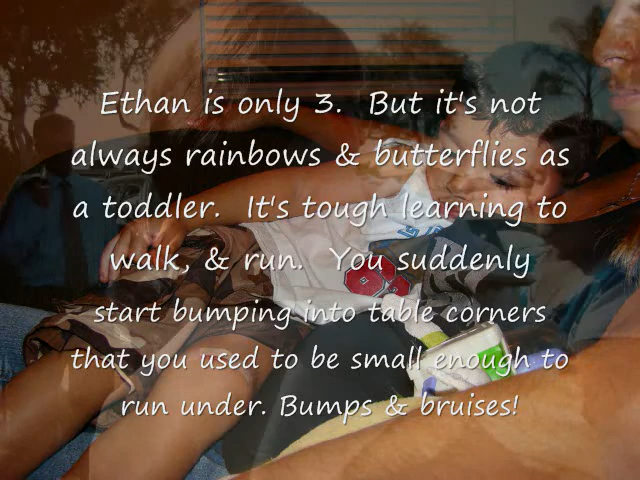 Ethan is only 3. But it's not
always rainbows & butterflies as
a toddler. It's tough learning to
walk, & run. You suddenly
start bumping into table corners
that you used to be small enough to
run under. Bumps & bruises!